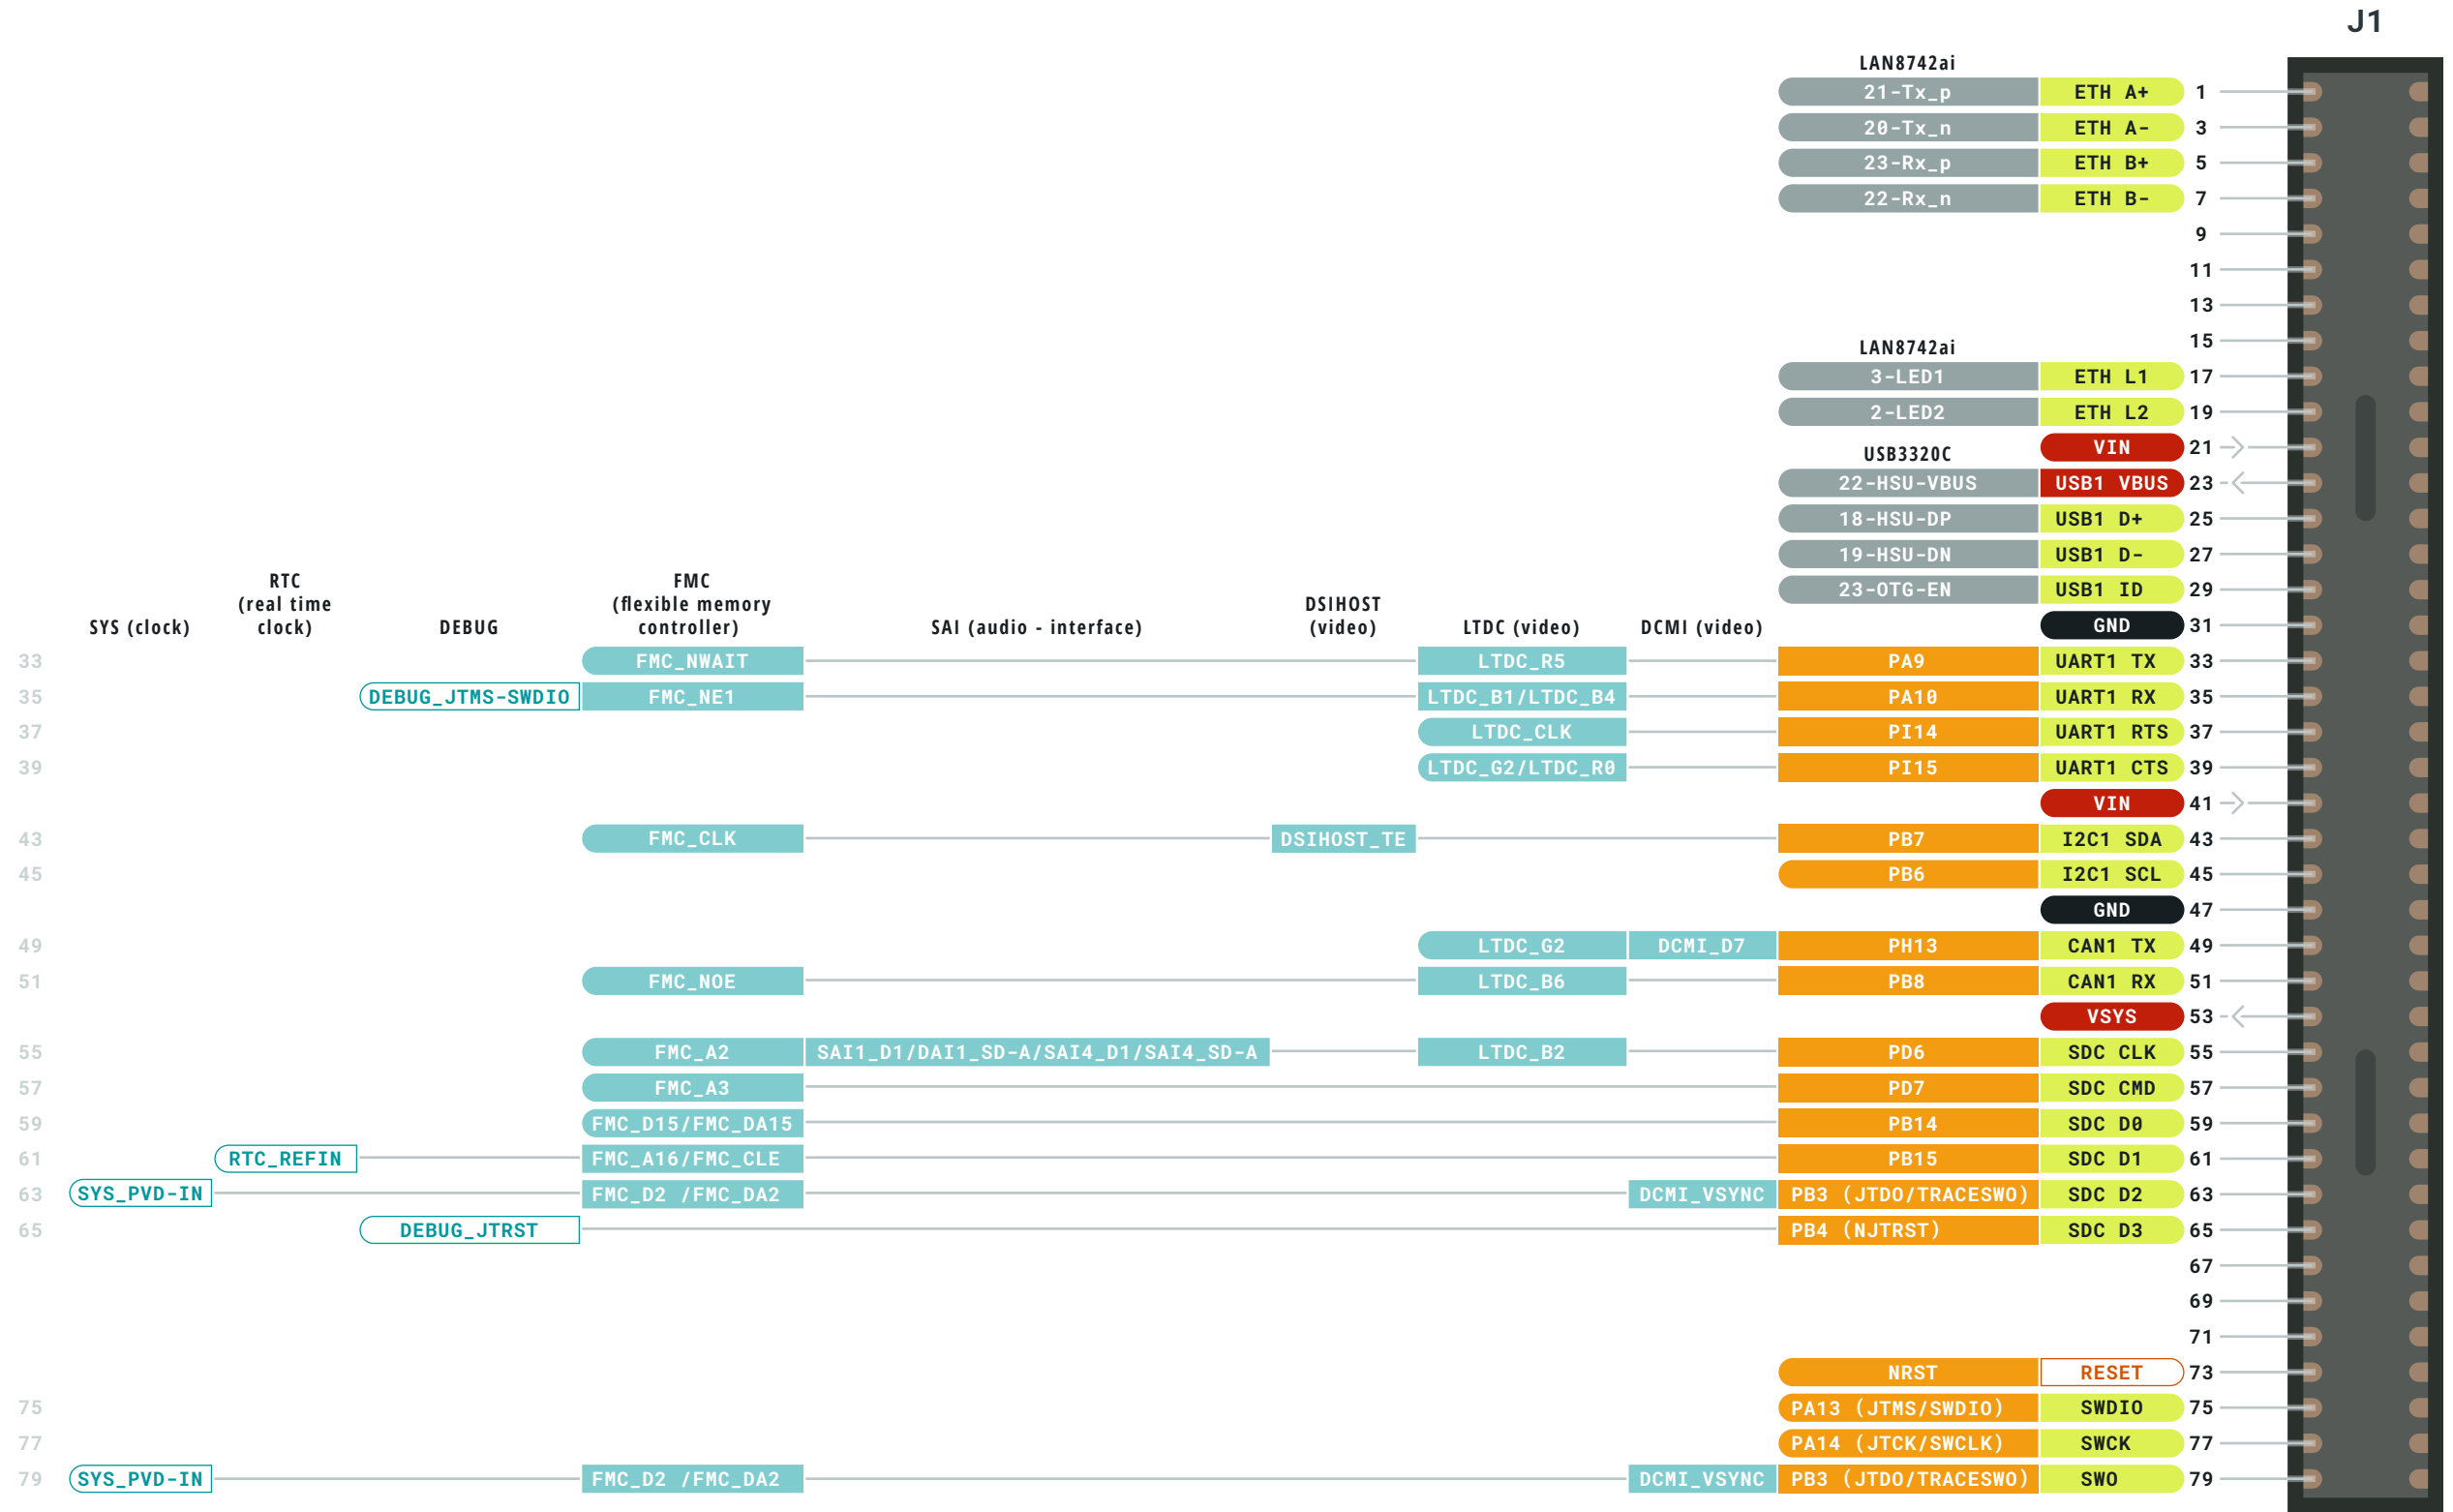 J1
LAN8742ai
21-Tx_p ETH A+ 1
20-Tx_n ETH A- 3
23-Rx_p ETH B+ 5
22-Rx_n ETH B- 7
9
11
13
15
LAN8742ai
3-LED1 ETH L1 17
2-LED2 ETH L2 19
VIN 21
USB3320C
22-HSU-VBUS USB1 VBUS 23
18-HSU-DP USB1 D+ 25
19-HSU-DN USB1 D- 27
23-OTG-EN USB1 ID 29
SYS (clock)
RTC
(real time
clock)
DEBUG
FMC
(flexible memory
controller)
SAI (audio - interface)
DSIHOST
(video)
LTDC (video)
DCMI (video)
GND 31
33 FMC_NWAIT LTDC_R5 PA9 UART1 TX 33
35 DEBUG_JTMS-SWDIO FMC_NE1 LTDC_B1/LTDC_B4 PA10 UART1 RX 35
37 LTDC_CLK PI14 UART1 RTS 37
39 LTDC_G2/LTDC_R0 PI15 UART1 CTS 39
VIN 41
43 FMC_CLK DSIHOST_TE PB7 I2C1 SDA 43
45 PB6 I2C1 SCL 45
GND 47
49 LTDC_G2 DCMI_D7 PH13 CAN1 TX 49
51 FMC_NOE LTDC_B6 PB8 CAN1 RX 51
VSYS 53
55 FMC_A2 SAI1_D1/DAI1_SD-A/SAI4_D1/SAI4_SD-A LTDC_B2 PD6 SDC CLK 55
57 FMC_A3 PD7 SDC CMD 57
59 FMC_D15/FMC_DA15 PB14 SDC D0 59
61 RTC_REFIN FMC_A16/FMC_CLE PB15 SDC D1 61
63 SYS_PVD-IN FMC_D2 /FMC_DA2 DCMI_VSYNC PB3 (JTDO/TRACESWO) SDC D2 63
65 DEBUG_JTRST PB4 (NJTRST) SDC D3 65
67
69
71
NRST RESET 73
75 PA13 (JTMS/SWDIO) SWDIO 75
77 PA14 (JTCK/SWCLK) SWCK 77
79 SYS_PVD-IN FMC_D2 /FMC_DA2 DCMI_VSYNC PB3 (JTDO/TRACESWO) SWO 79